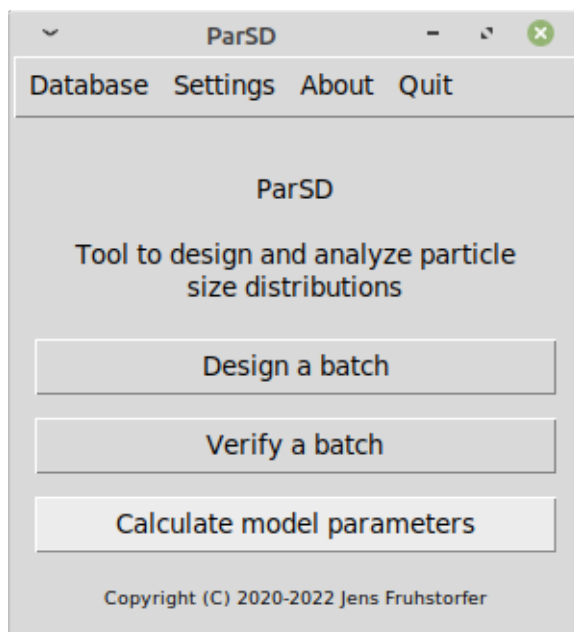 ParSD
Database Settings About Quit
ParSD
Tool to design and analyze particle
size distributions
Design a batch
Verify a batch
Calculate model parameters
Copyright (C) 2020-2022 Jens Fruhstorfer